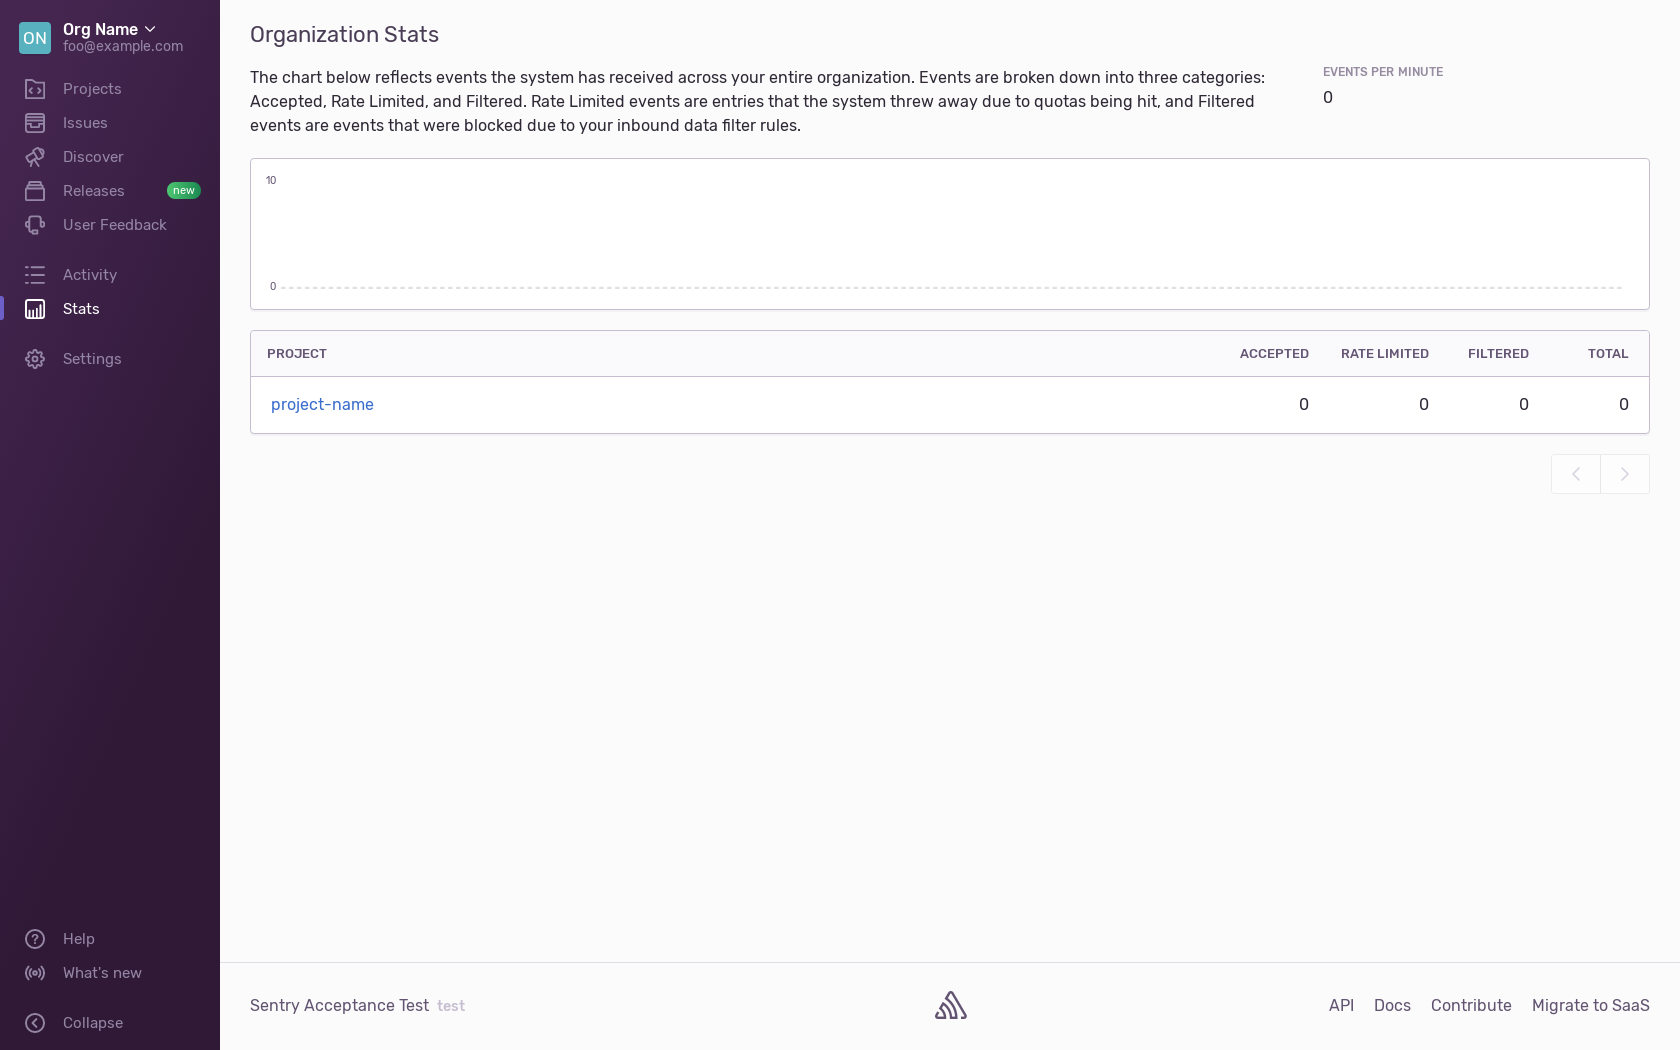 ON
Org Name
foo@example.com
Projects
Issues
Discover
Releases new
User Feedback
Activity
Stats
Settings
Help
What's new
Collapse
Organization Stats
The chart below reflects events the system has received across your entire organization. Events are broken down into three categories:
Accepted, Rate Limited, and Filtered. Rate Limited events are entries that the system threw away due to quotas being hit, and Filtered
events are events that were blocked due to your inbound data filter rules.
EVENTS PER MINUTE
0
10
0
PROJECT ACCEPTED RATE LIMITED FILTERED TOTAL
project-name 0 0 0 0
Sentry Acceptance Test test
API Docs Contribute Migrate to SaaS